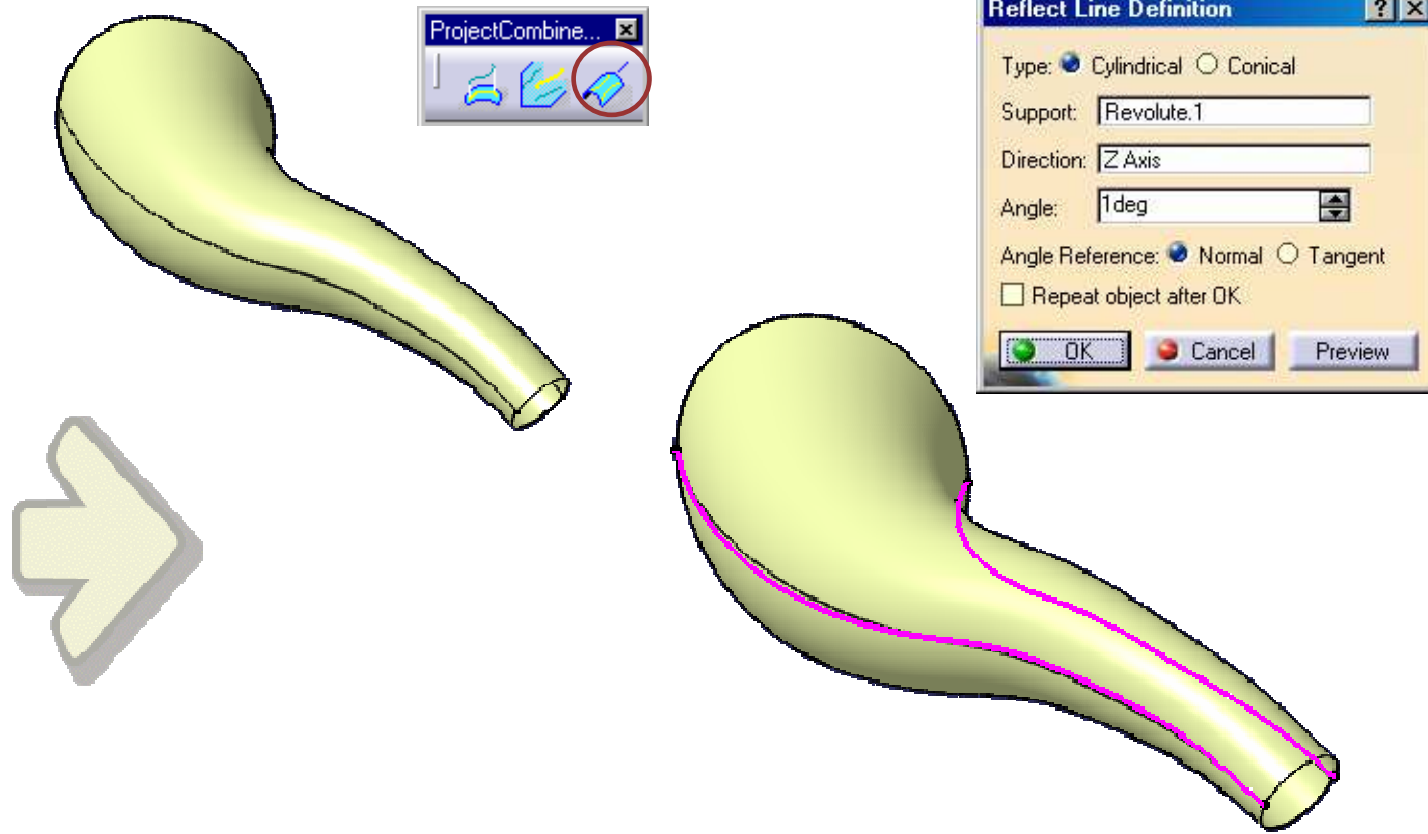 ProjectCombine...
Reflect Line Definition
Type: Cylindrical Conical
Support: Revolute.1
Direction: Z Axis
Angle: 1deg
Angle Reference: Normal Tangent
Repeat object after OK
OK Cancel Preview